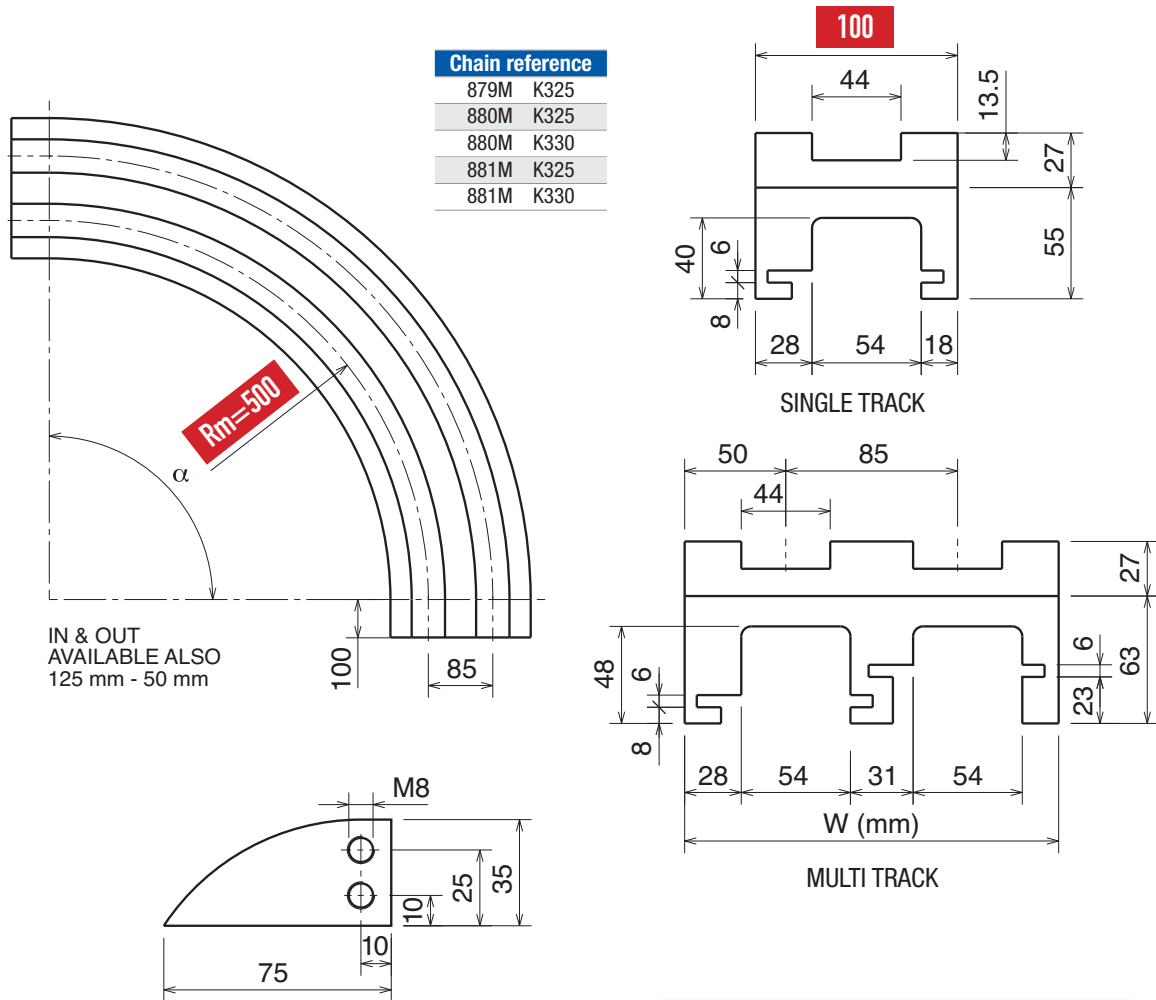 Chain reference
879M K325
880M K325
880M K330
881M K325
881M K330
Rm=500
α
IN & OUT
AVAILABLE ALSO
125 mm - 50 mm
100
85
100
44
13.5
27
55
40
6
8
28
54
18
SINGLE TRACK
50
85
44
27
63
48
6
8
6
23
28
54
31
54
W (mm)
MULTI TRACK
M8
35
25
10
10
75